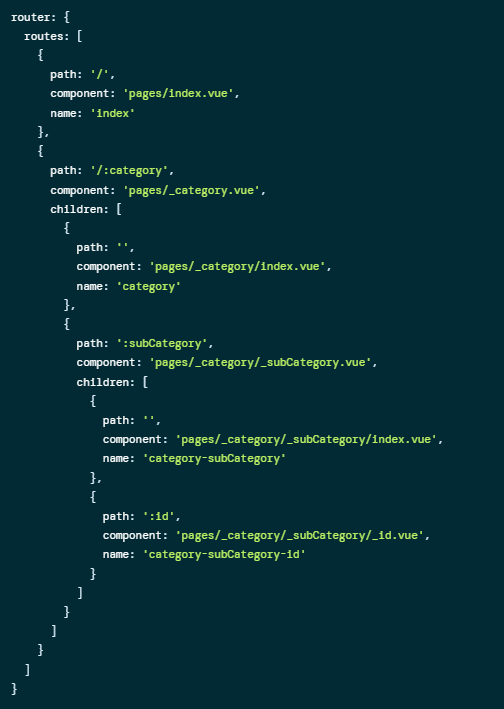 router: {
  routes: [
    {
      path: '/',
      component: 'pages/index.vue',
      name: 'index'
    },
    {
      path: '/:category',
      component: 'pages/_category.vue',
      children: [
        {
          path: '',
          component: 'pages/_category/index.vue',
          name: 'category'
        },
        {
          path: ':subCategory',
          component: 'pages/_category/_subCategory.vue',
          children: [
            {
              path: '',
              component: 'pages/_category/_subCategory/index.vue',
              name: 'category-subCategory'
            },
            {
              path: ':id',
              component: 'pages/_category/_subCategory/_id.vue',
              name: 'category-subCategory-id'
            }
          ]
        }
      ]
    }
  ]
}